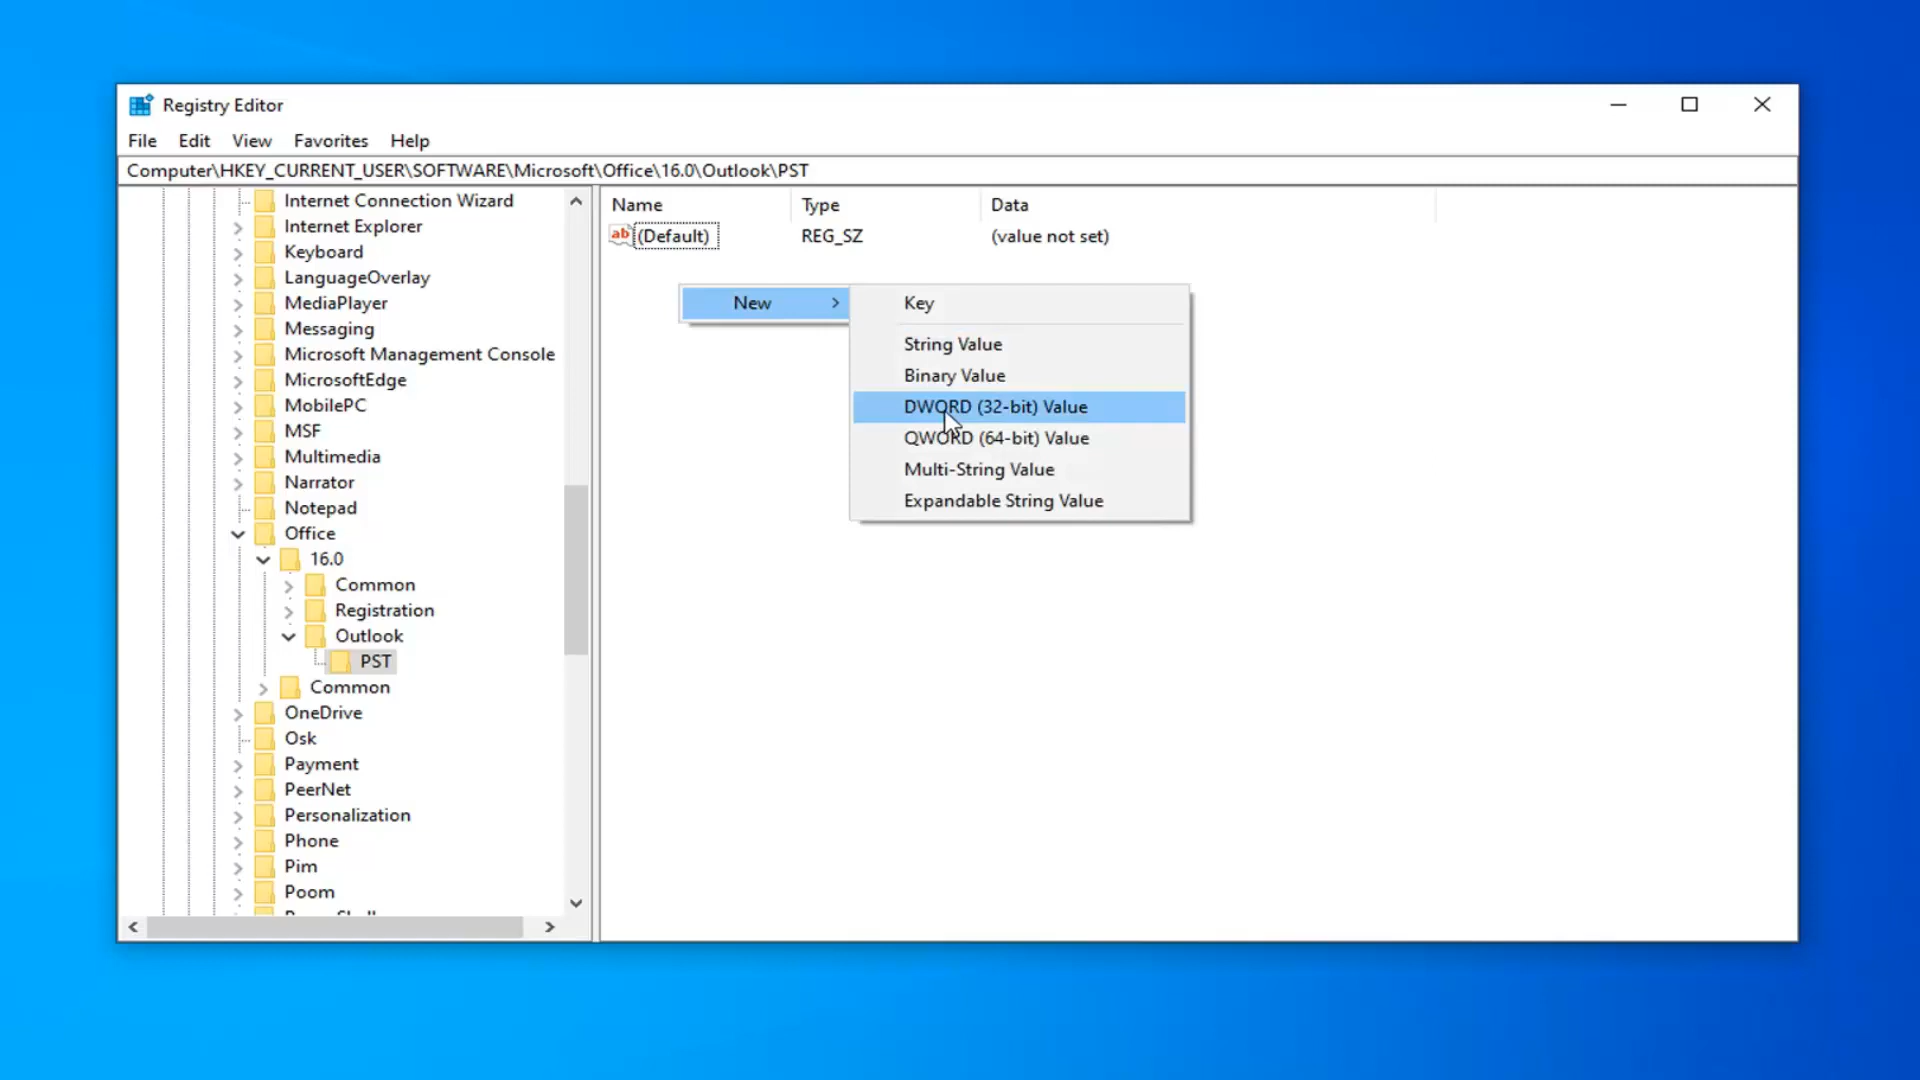 Registry Editor
File Edit View Favorites Help
Computer\HKEY_CURRENT_USER\SOFTWARE\Microsoft\Office\16.0\Outlook\PST
Internet Connection Wizard
Internet Explorer
Keyboard
LanguageOverlay
MediaPlayer
Messaging
Microsoft Management Console
MicrosoftEdge
MobilePC
MSF
Multimedia
Narrator
Notepad
Office
16.0
Common
Registration
Outlook
PST
Common
OneDrive
Osk
Payment
PeerNet
Personalization
Phone
Pim
Poom
Name Type Data
ab (Default) REG_SZ (value not set)
New
Key
String Value
Binary Value
DWORD (32-bit) Value
QWORD (64-bit) Value
Multi-String Value
Expandable String Value